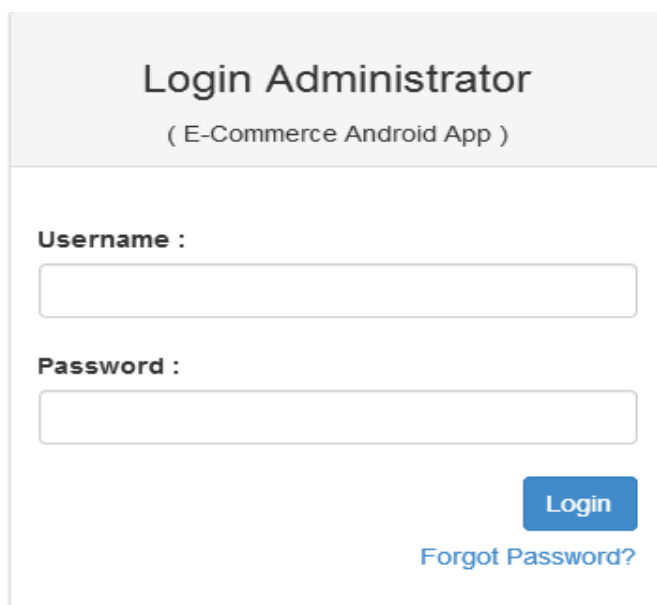 Login Administrator
( E-Commerce Android App )
Username :
Password :
Login
Forgot Password?